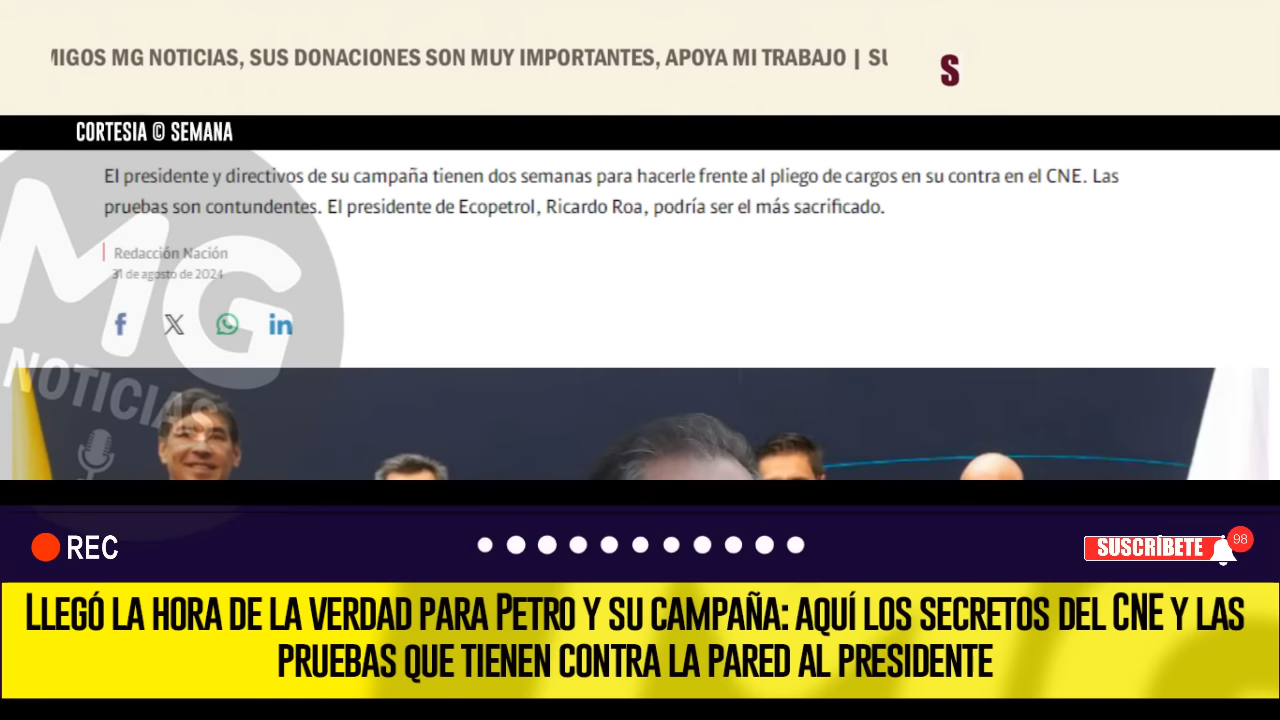 MIGOS MG NOTICIAS, SUS DONACIONES SON MUY IMPORTANTES, APOYA MI TRABAJO | SU
S
CORTESIA © SEMANA
El presidente y directivos de su campaña tienen dos semanas para hacerle frente al pliego de cargos en su contra en el CNE. Las
pruebas son contundentes. El presidente de Ecopetrol, Ricardo Roa, podría ser el más sacrificado.
Redacción Nación
31 de agosto de 2024
MG
NOTICIAS
REC
SUSCRÍBETE
98
LLEGÓ LA HORA DE LA VERDAD PARA PETRO Y SU CAMPAÑA: AQUÍ LOS SECRETOS DEL CNE Y LAS
PRUEBAS QUE TIENEN CONTRA LA PARED AL PRESIDENTE